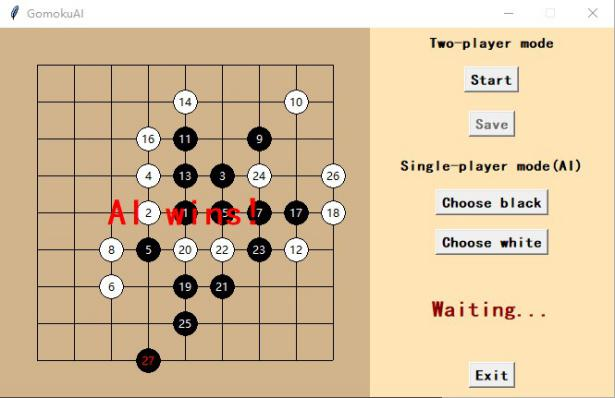 GomokuAI
Two-player mode
Start
14 10
Save
16 11 9
Single-player mode(AI)
4 13 3 24 26
Choose black
2 1 15 7 17 18
AI wins!
Choose white
8 5 20 22 23 12
6 19 21
Waiting...
25
27
Exit